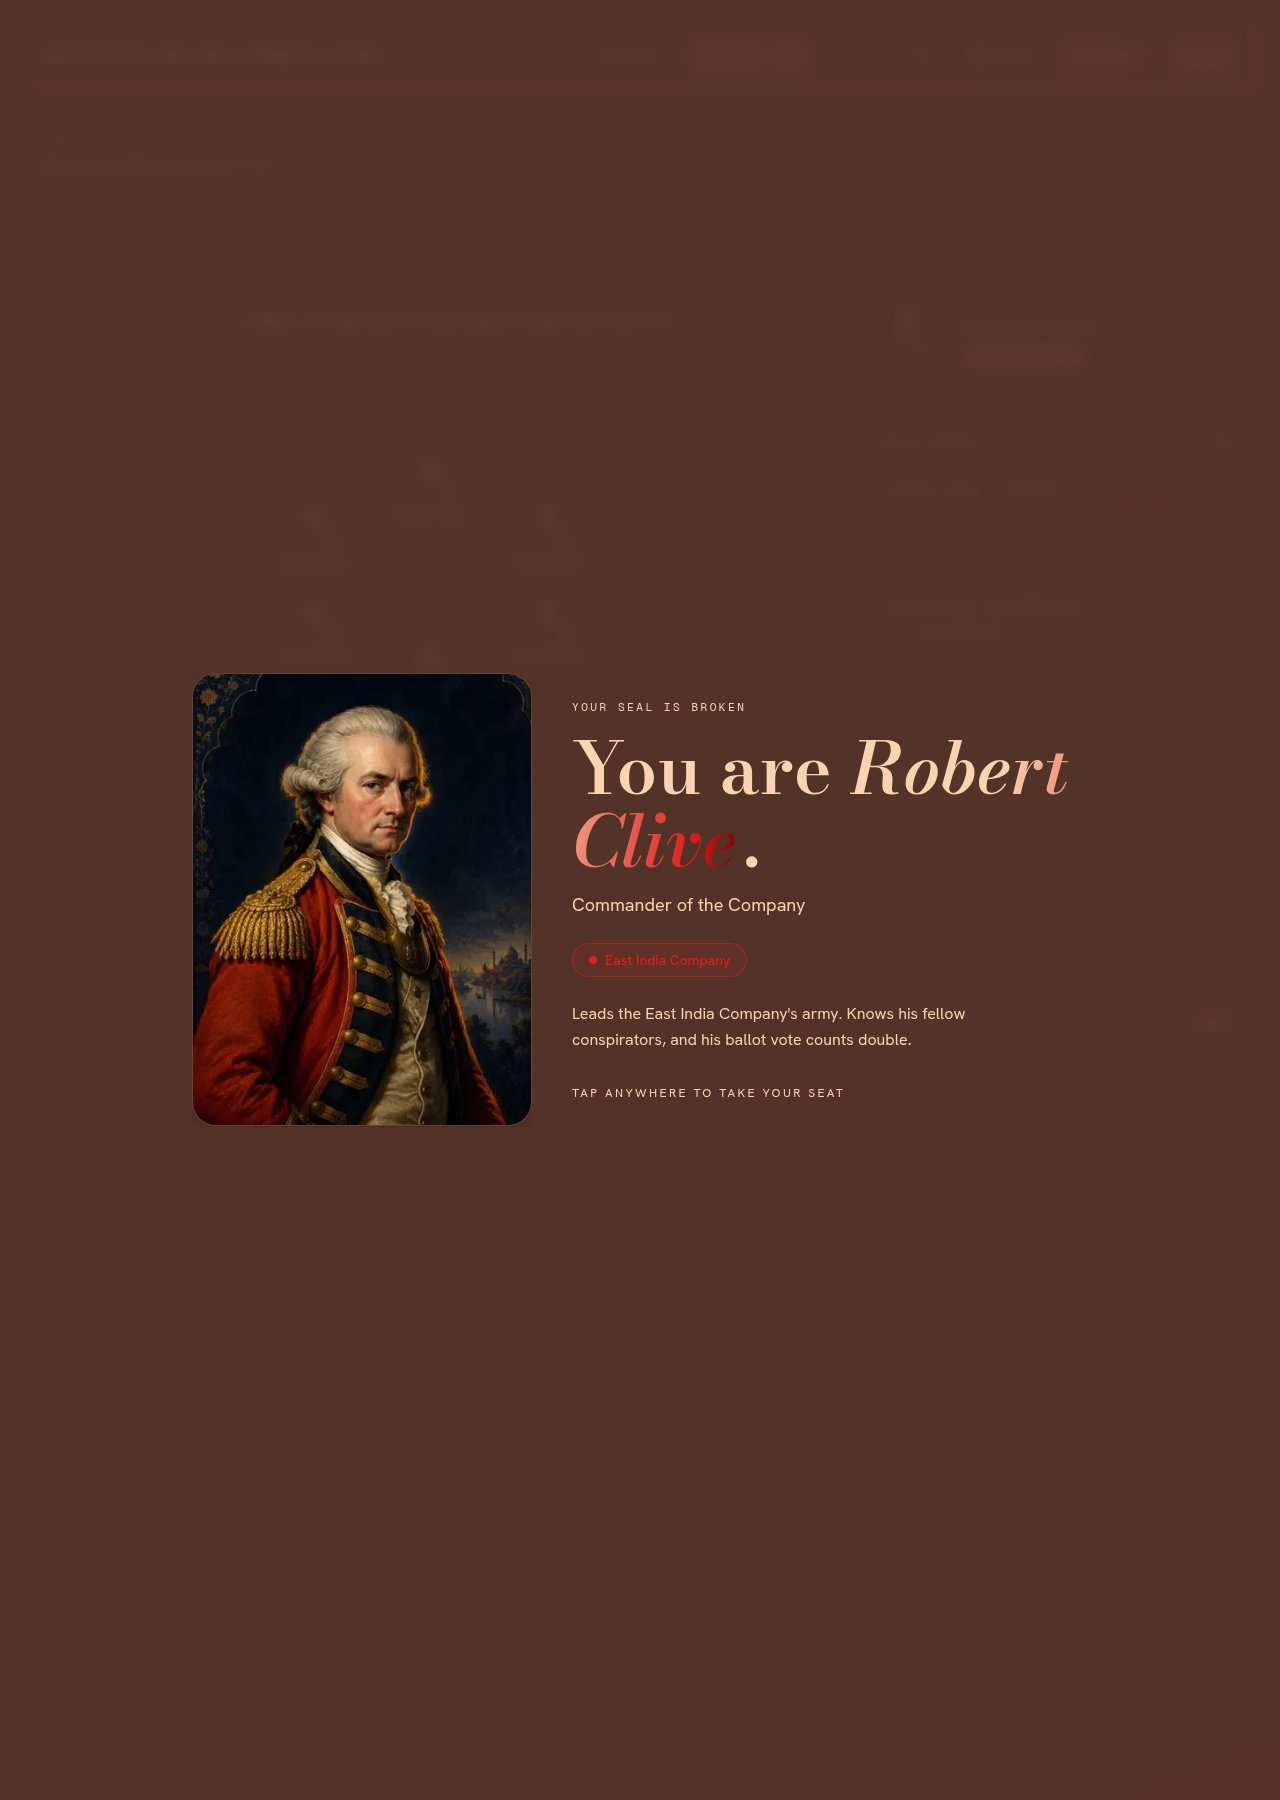 YOUR SEAL IS BROKEN
You are Robert
Clive.
Commander of the Company
East India Company
Leads the East India Company's army. Knows his fellow
conspirators, and his ballot vote counts double.
TAP ANYWHERE TO TAKE YOUR SEAT